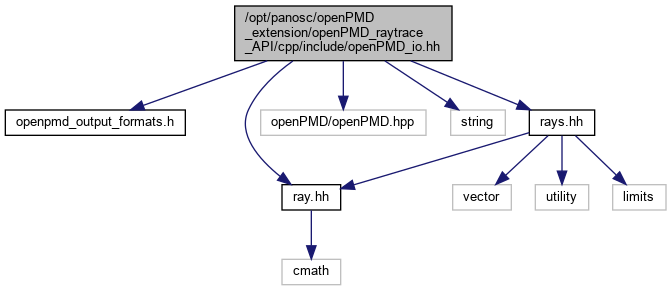 /opt/panosc/openPMD
_extension/openPMD_raytrace
_API/cpp/include/openPMD_io.hh
openpmd_output_formats.h
openPMD/openPMD.hpp
string
rays.hh
ray.hh
vector
utility
limits
cmath